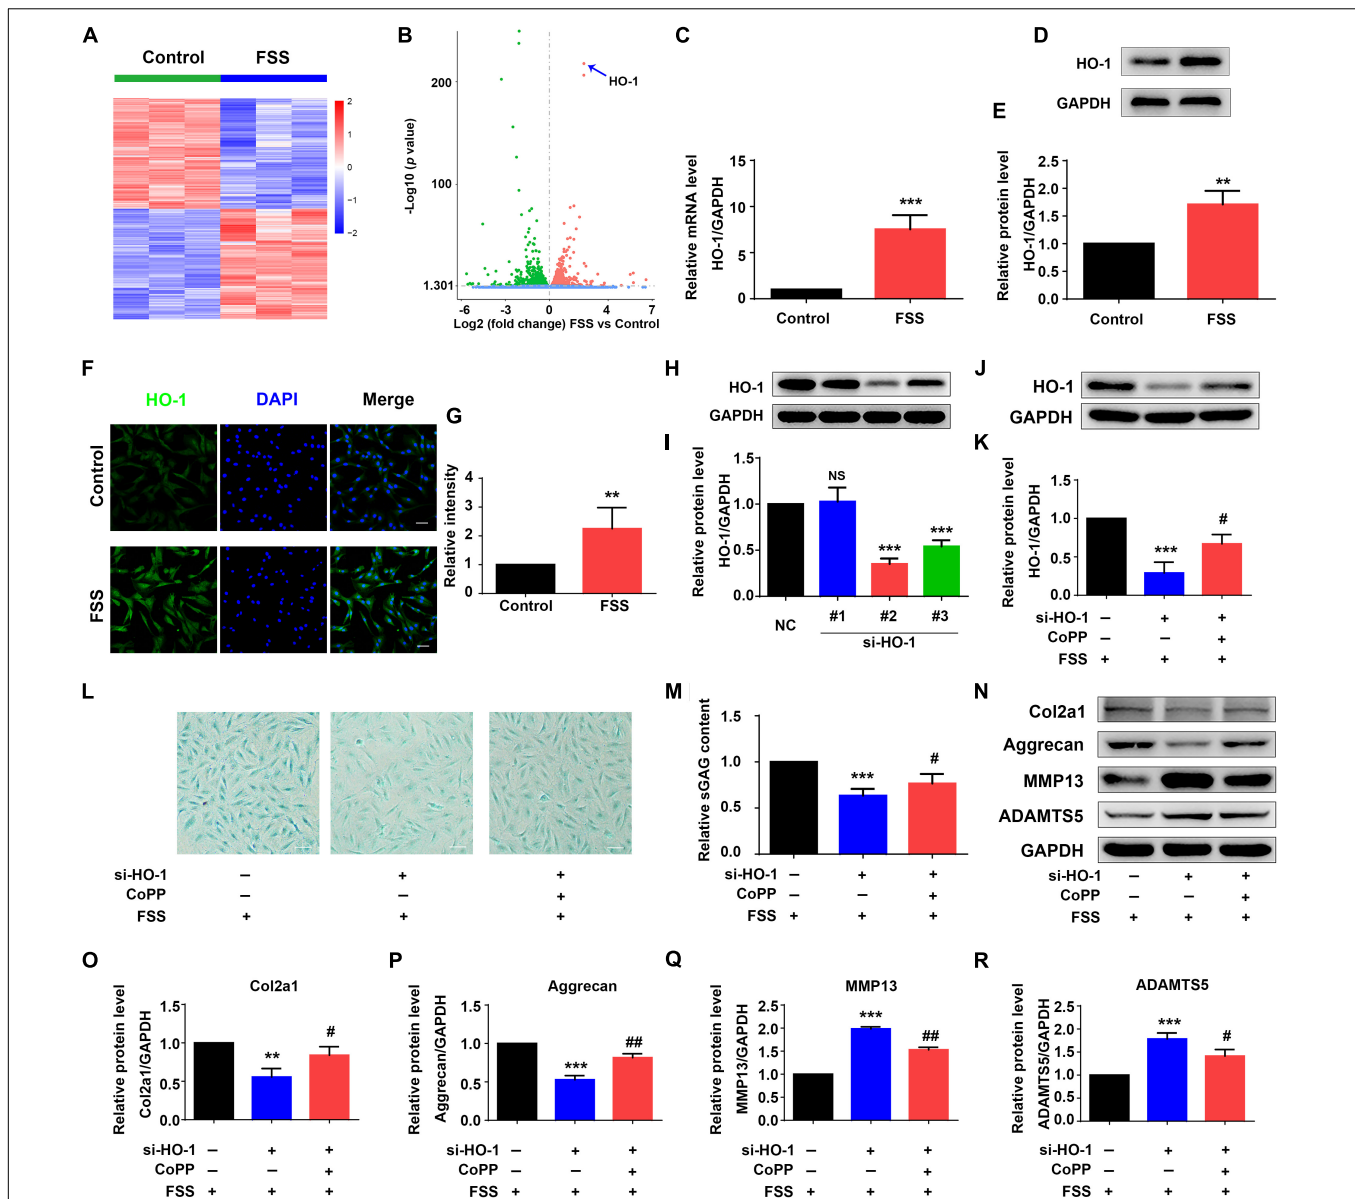 A
Control FSS
2
1
0
−1
−2
B
200
100
1.301
-Log10 (p value)
HO-1
-6 -3 0 3 4 7
Log2 (fold change) FSS vs Control
C
Relative mRNA level
HO-1/GAPDH
15
10
5
0
***
Control FSS
D
HO-1
GAPDH
E
Relative protein level
HO-1/GAPDH
2.5
2.0
1.5
1.0
0.5
0.0
**
Control FSS
F
HO-1 DAPI Merge
Control
FSS
G
Relative intensity
4
3
2
1
0
**
Control FSS
H
HO-1
GAPDH
I
Relative protein level
HO-1/GAPDH
1.5
1.0
0.5
0.0
NS
***
***
NC #1 #2 #3
si-HO-1
J
HO-1
GAPDH
K
Relative protein level
HO-1/GAPDH
1.5
1.0
0.5
0.0
***
#
si-HO-1 − + +
CoPP − − +
FSS + + +
L
si-HO-1 − + +
CoPP − − +
FSS + + +
M
Relative sGAG content
1.5
1.0
0.5
0.0
***
#
si-HO-1 − + +
CoPP − − +
FSS + + +
N
Col2a1
Aggrecan
MMP13
ADAMTS5
GAPDH
si-HO-1 − + +
CoPP − − +
FSS + + +
O
Col2a1
Relative protein level
Col2a1/GAPDH
1.5
1.0
0.5
0.0
**
#
si-HO-1 − + +
CoPP − − +
FSS + + +
P
Aggrecan
Relative protein level
Aggrecan/GAPDH
1.5
1.0
0.5
0.0
***
##
si-HO-1 − + +
CoPP − − +
FSS + + +
Q
MMP13
Relative protein level
MMP13/GAPDH
2.5
2.0
1.5
1.0
0.5
0.0
***
##
si-HO-1 − + +
CoPP − − +
FSS + + +
R
ADAMTS5
Relative protein level
ADAMTS5/GAPDH
2.5
2.0
1.5
1.0
0.5
0.0
***
#
si-HO-1 − + +
CoPP − − +
FSS + + +